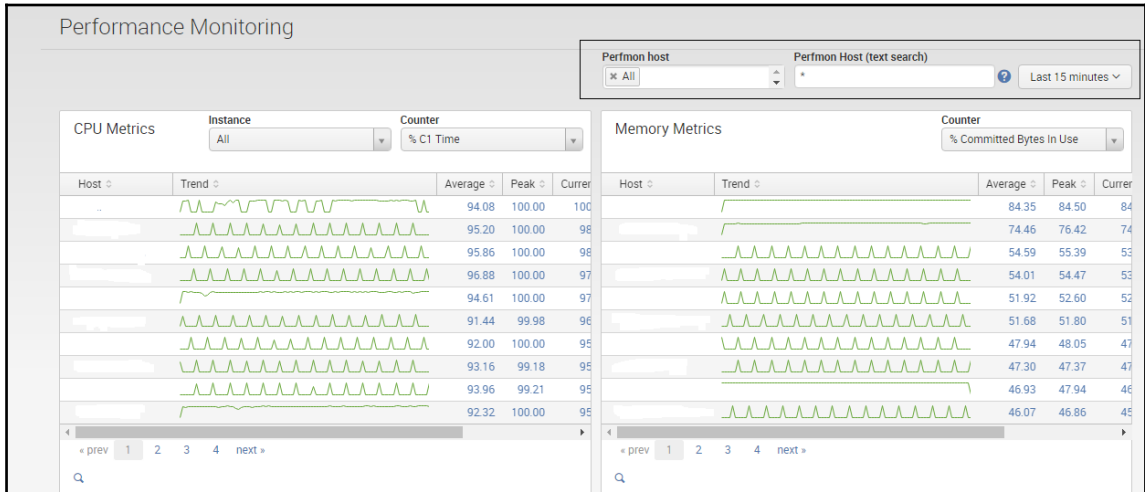 Performance Monitoring
Perfmon host Perfmon Host (text search)
× All * ? Last 15 minutes
CPU Metrics Instance Counter Memory Metrics Counter
All % C1 Time % Committed Bytes In Use
Host Trend Average Peak Curren Host Trend Average Peak Curren
.. 94.08 100.00 100 84.35 84.50 84
95.20 100.00 98 74.46 76.42 74
95.86 100.00 98 54.59 55.39 53
96.88 100.00 97 54.01 54.47 53
94.61 100.00 97 51.92 52.60 52
91.44 99.98 96 51.68 51.80 51
92.00 100.00 95 47.94 48.05 47
93.16 99.18 95 47.30 47.37 47
93.96 99.21 95 46.93 47.94 46
92.32 100.00 95 46.07 46.86 45
« prev 1 2 3 4 next » « prev 1 2 3 4 next »